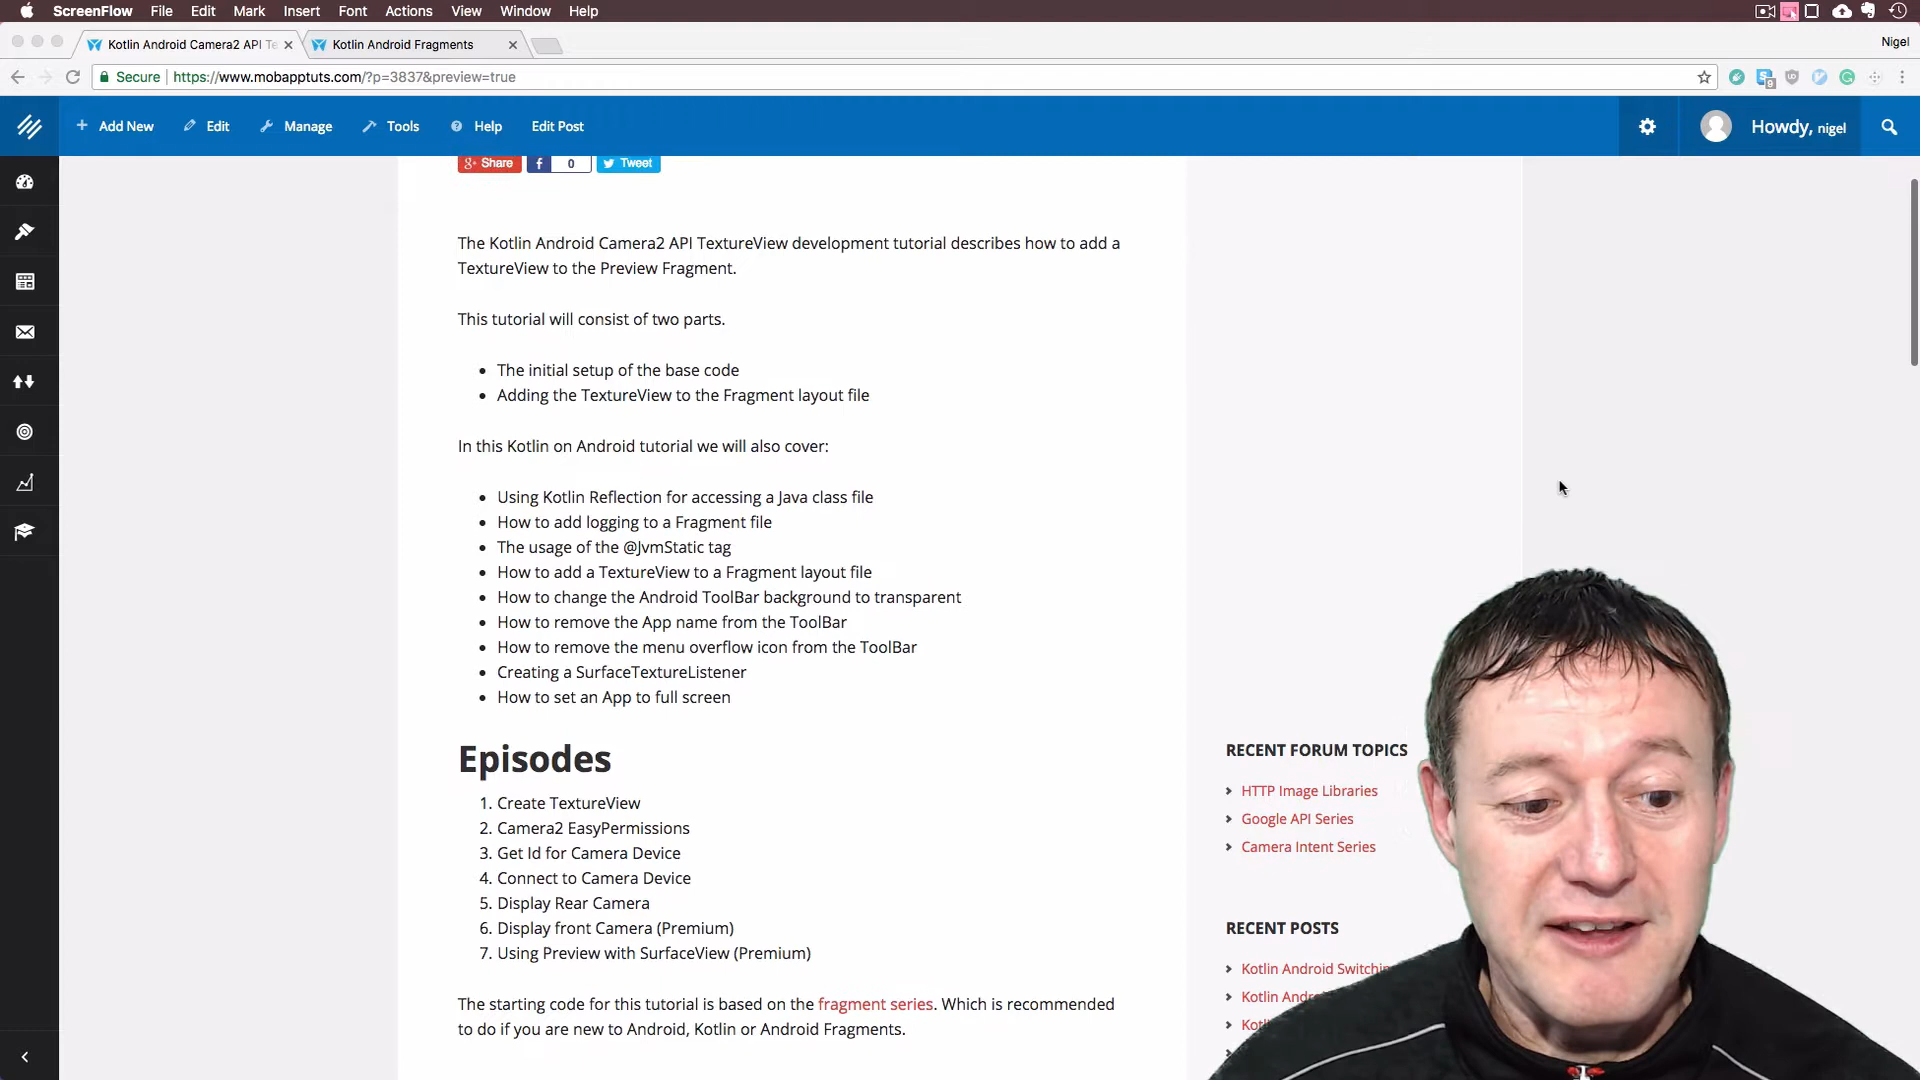 ScreenFlow File Edit Mark Insert Font Actions View Window Help
Kotlin Android Camera2 API Te
Kotlin Android Fragments
Nigel
Secure https://www.mobapptuts.com/?p=3837&preview=true
9
Add New Edit Manage Tools Help Edit Post
Howdy, nigel
Share 0 Tweet
The Kotlin Android Camera2 API TextureView development tutorial describes how to add a
TextureView to the Preview Fragment.
This tutorial will consist of two parts.
• The initial setup of the base code
• Adding the TextureView to the Fragment layout file
In this Kotlin on Android tutorial we will also cover:
• Using Kotlin Reflection for accessing a Java class file
• How to add logging to a Fragment file
• The usage of the @JvmStatic tag
• How to add a TextureView to a Fragment layout file
• How to change the Android ToolBar background to transparent
• How to remove the App name from the ToolBar
• How to remove the menu overflow icon from the ToolBar
• Creating a SurfaceTextureListener
• How to set an App to full screen
Episodes
1. Create TextureView
2. Camera2 EasyPermissions
3. Get Id for Camera Device
4. Connect to Camera Device
5. Display Rear Camera
6. Display front Camera (Premium)
7. Using Preview with SurfaceView (Premium)
The starting code for this tutorial is based on the fragment series. Which is recommended
to do if you are new to Android, Kotlin or Android Fragments.
RECENT FORUM TOPICS
HTTP Image Libraries
Google API Series
Camera Intent Series
RECENT POSTS
Kotlin Android Switchin
Kotlin Andr
Kotl